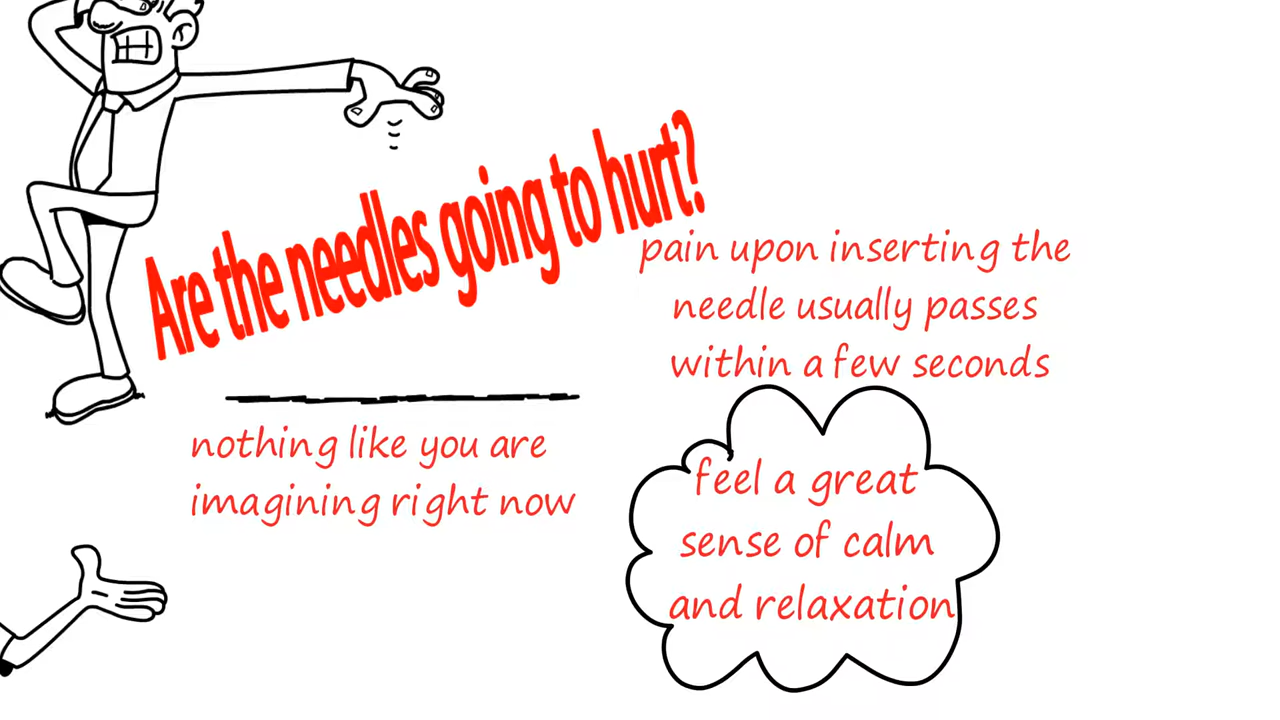 Are the needles going to hurt?
pain upon inserting the
needle usually passes
within a few seconds
nothing like you are
imagining right now
feel a great
sense of calm
and relaxation